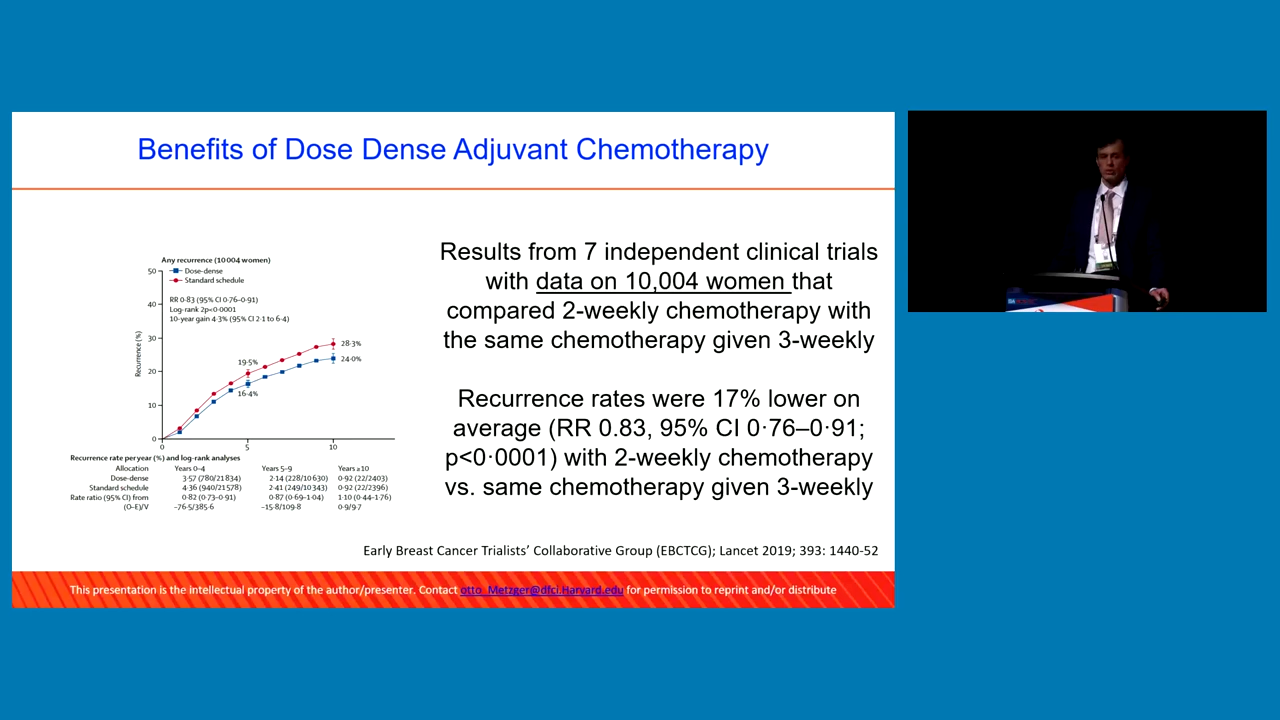 Benefits of Dose Dense Adjuvant Chemotherapy
Any recurrence (10 004 women)
50
Dose-dense
Standard schedule
40
RR 0·83 (95% CI 0·76–0·91)
Log-rank 2p<0·0001
10-year gain 4·3% (95% CI 2·1 to 6·4)
30
28·3%
24·0%
19·5%
16·4%
Recurrence (%)
20
10
0
0 5 10
Recurrence rate per year (%) and log-rank analyses
Allocation Years 0–4 Years 5–9 Years ≥10
Dose-dense 3·57 (780/21 834) 2·14 (228/10 630) 0·92 (22/2403)
Standard schedule 4·36 (940/21 578) 2·41 (249/10 343) 0·92 (22/2396)
Rate ratio (95% CI) from 0·82 (0·73–0·91) 0·87 (0·69–1·04) 1·10 (0·44–1·76)
(O–E)/V –76·5/385·6 –15·8/109·8 0·9/9·7
Results from 7 independent clinical trials
with data on 10,004 women that
compared 2-weekly chemotherapy with
the same chemotherapy given 3-weekly
Recurrence rates were 17% lower on
average (RR 0.83, 95% CI 0·76–0·91;
p<0·0001) with 2-weekly chemotherapy
vs. same chemotherapy given 3-weekly
Early Breast Cancer Trialists’ Collaborative Group (EBCTCG); Lancet 2019; 393: 1440-52
This presentation is the intellectual property of the author/presenter. Contact otto_Metzger@dfci.Harvard.edu for permission to reprint and/or distribute